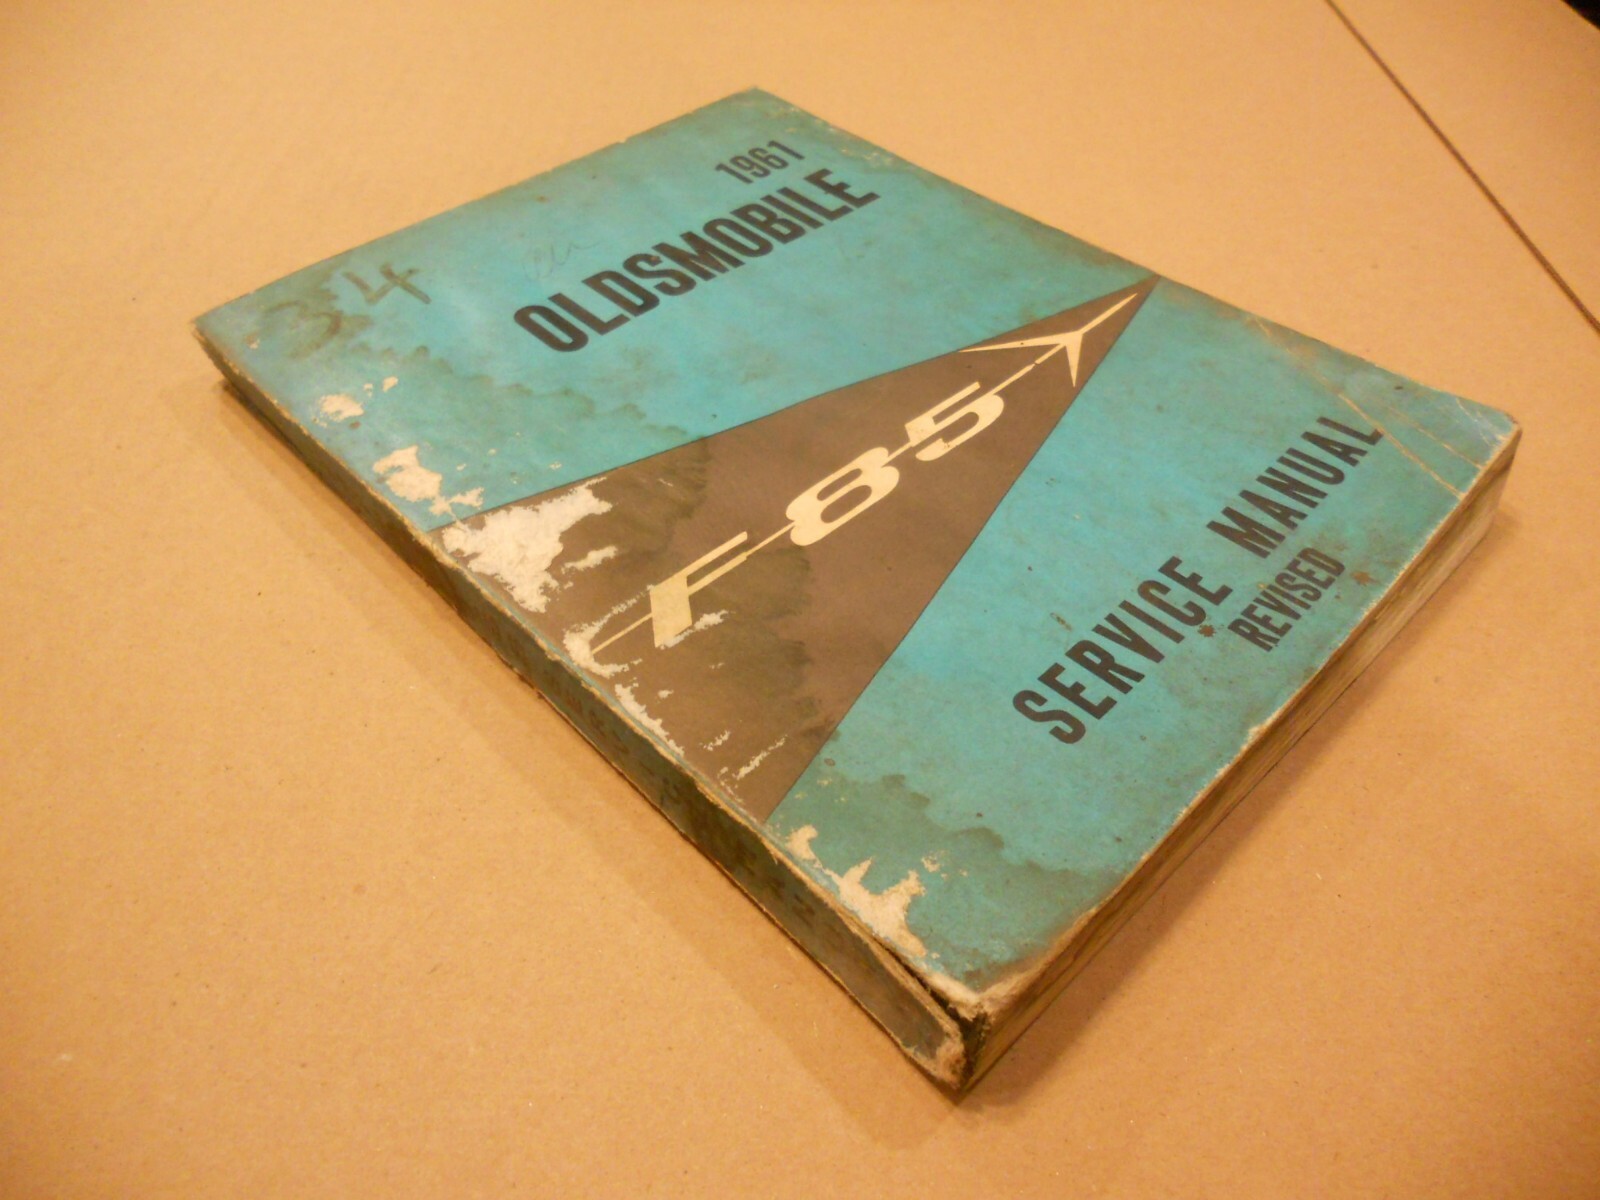 1961
OLDSMOBILE
34
F-85
SERVICE MANUAL
REVISED